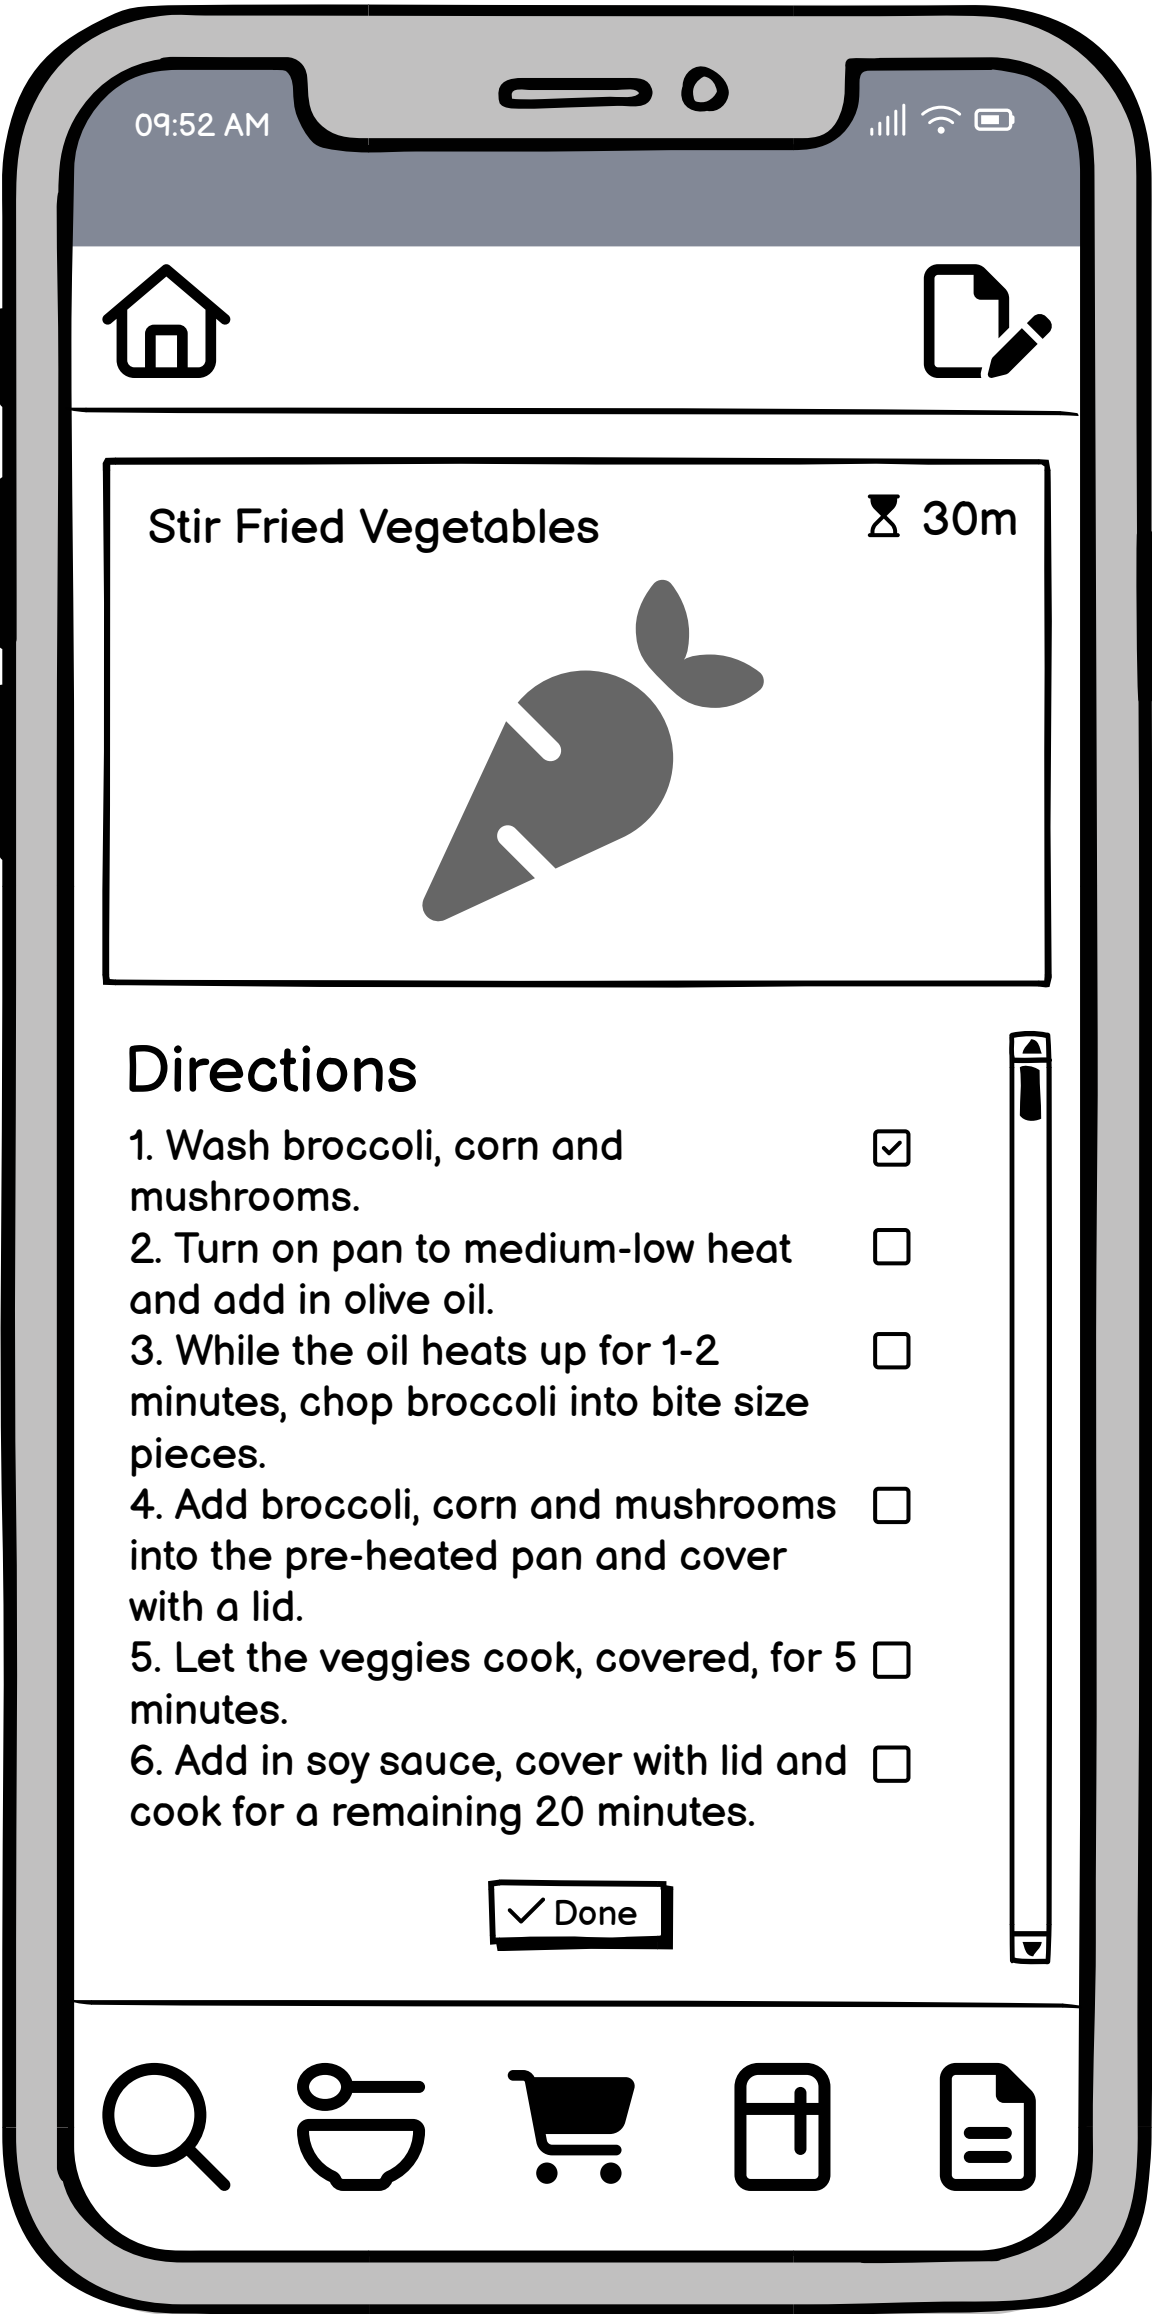 09:52 AM
Stir Fried Vegetables
30m
Directions
1. Wash broccoli, corn and
mushrooms.
2. Turn on pan to medium-low heat
and add in olive oil.
3. While the oil heats up for 1-2
minutes, chop broccoli into bite size
pieces.
4. Add broccoli, corn and mushrooms
into the pre-heated pan and cover
with a lid.
5. Let the veggies cook, covered, for 5
minutes.
6. Add in soy sauce, cover with lid and
cook for a remaining 20 minutes.
Done